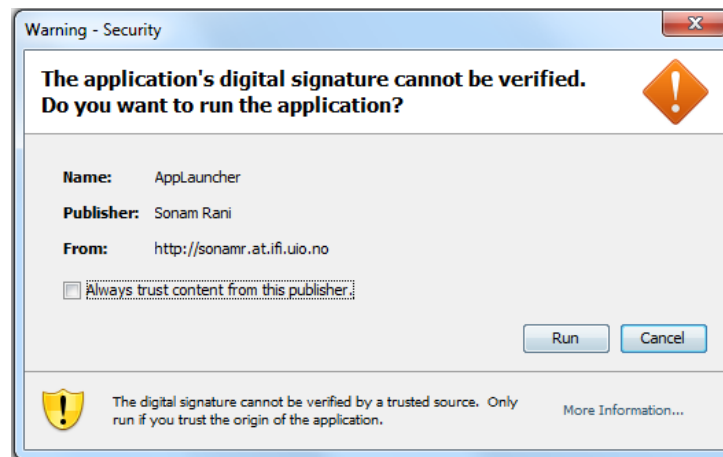 Warning - Security
The application's digital signature cannot be verified.
Do you want to run the application?
Name: AppLauncher
Publisher: Sonam Rani
From: http://sonamr.at.ifi.uio.no
Always trust content from this publisher.
Run Cancel
The digital signature cannot be verified by a trusted source. Only
run if you trust the origin of the application.
More Information...